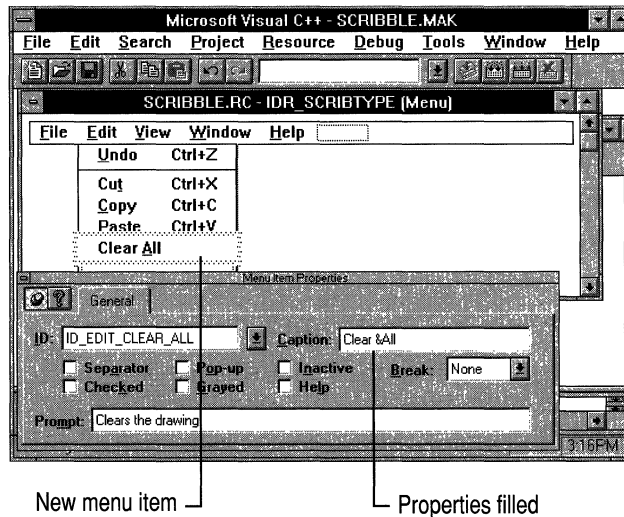 Microsoft Visual C++ - SCRIBBLE.MAK
File Edit Search Project Resource Debug Tools Window Help
SCRIBBLE.RC - IDR_SCRIBTYPE (Menu)
File Edit View Window Help
Undo Ctrl+Z
Cut Ctrl+X
Copy Ctrl+C
Paste Ctrl+V
Clear All
Menu Item Properties
General
ID: ID_EDIT_CLEAR_ALL Caption: Clear &All
Separator Pop-up Inactive Break: None
Checked Grayed Help
Prompt: Clears the drawing
3:16PM
New menu item Properties filled